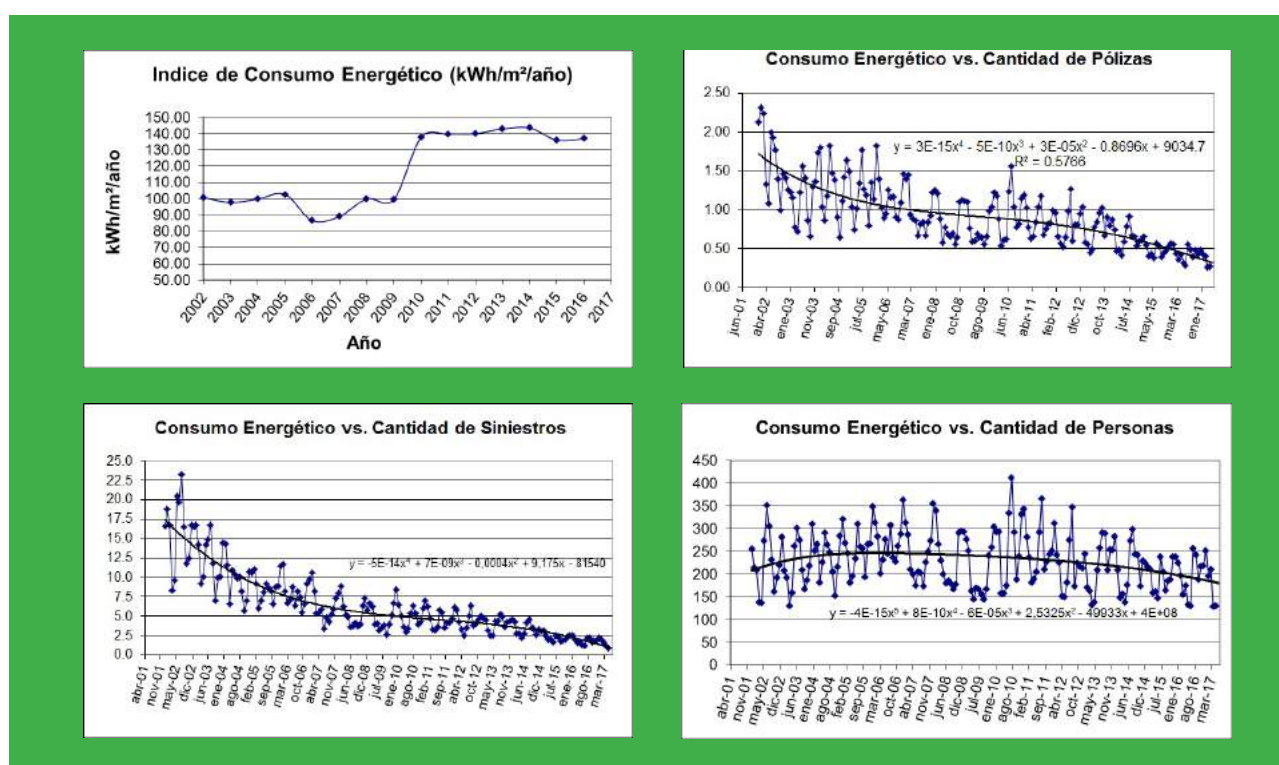 Indice de Consumo Energético (kWh/m²/año)
kWh/m²/año
150.00
140.00
130.00
120.00
110.00
100.00
90.00
80.00
70.00
60.00
50.00
2002
2003
2004
2005
2006
2007
2008
2009
2010
2011
2012
2013
2014
2015
2016
2017
Año
Consumo Energético vs. Cantidad de Pólizas
2.50
2.00
1.50
1.00
0.50
0.00
y = 3E-15x⁴ - 5E-10x³ + 3E-05x² - 0.8696x + 9034.7
R² = 0.5766
jun-01
abr-02
ene-03
nov-03
sep-04
jul-05
may-06
mar-07
ene-08
oct-08
ago-09
jun-10
abr-11
feb-12
dic-12
oct-13
jul-14
may-15
mar-16
ene-17
Consumo Energético vs. Cantidad de Siniestros
25.0
22.5
20.0
17.5
15.0
12.5
10.0
7.5
5.0
2.5
0.0
y = -5E-14x⁴ + 7E-09x³ - 0,0004x² + 9,175x - 81540
abr-01
nov-01
may-02
dic-02
jun-03
ene-04
ago-04
feb-05
sep-05
mar-06
oct-06
abr-07
nov-07
jun-08
dic-08
jul-09
ene-10
ago-10
feb-11
sep-11
abr-12
oct-12
may-13
nov-13
jun-14
dic-14
jul-15
ene-16
ago-16
mar-17
Consumo Energético vs. Cantidad de Personas
450
400
350
300
250
200
150
100
50
0
y = -4E-15x⁵ + 8E-10x⁴ - 6E-05x³ + 2,5325x² - 49933x + 4E+08
abr-01
nov-01
may-02
dic-02
jun-03
ene-04
ago-04
feb-05
sep-05
mar-06
oct-06
abr-07
nov-07
jun-08
dic-08
jul-09
ene-10
ago-10
feb-11
sep-11
abr-12
oct-12
may-13
nov-13
jun-14
dic-14
jul-15
ene-16
ago-16
mar-17